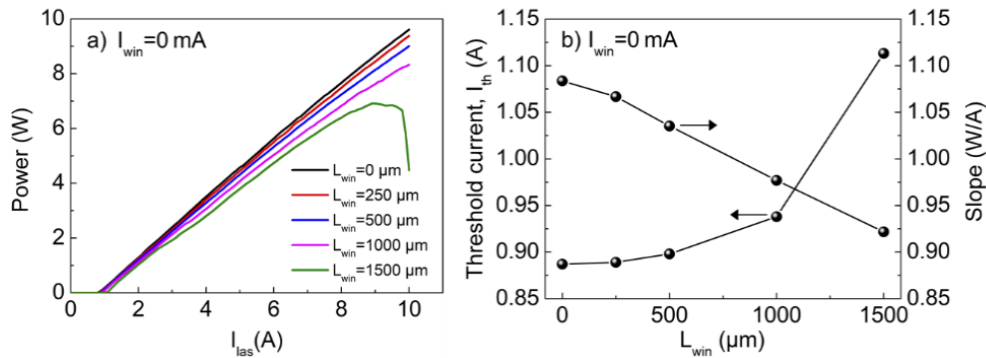 a) I_win=0 mA
Power (W)
10
8
6
4
2
0
L_win=0 µm
L_win=250 µm
L_win=500 µm
L_win=1000 µm
L_win=1500 µm
0 2 4 6 8 10
I_las(A)
b) I_win=0 mA
Threshold current, I_th (A)
1.15
1.10
1.05
1.00
0.95
0.90
0.85
1.15
1.10
1.05
1.00
0.95
0.90
0.85
Slope (W/A)
0 500 1000 1500
L_win (µm)